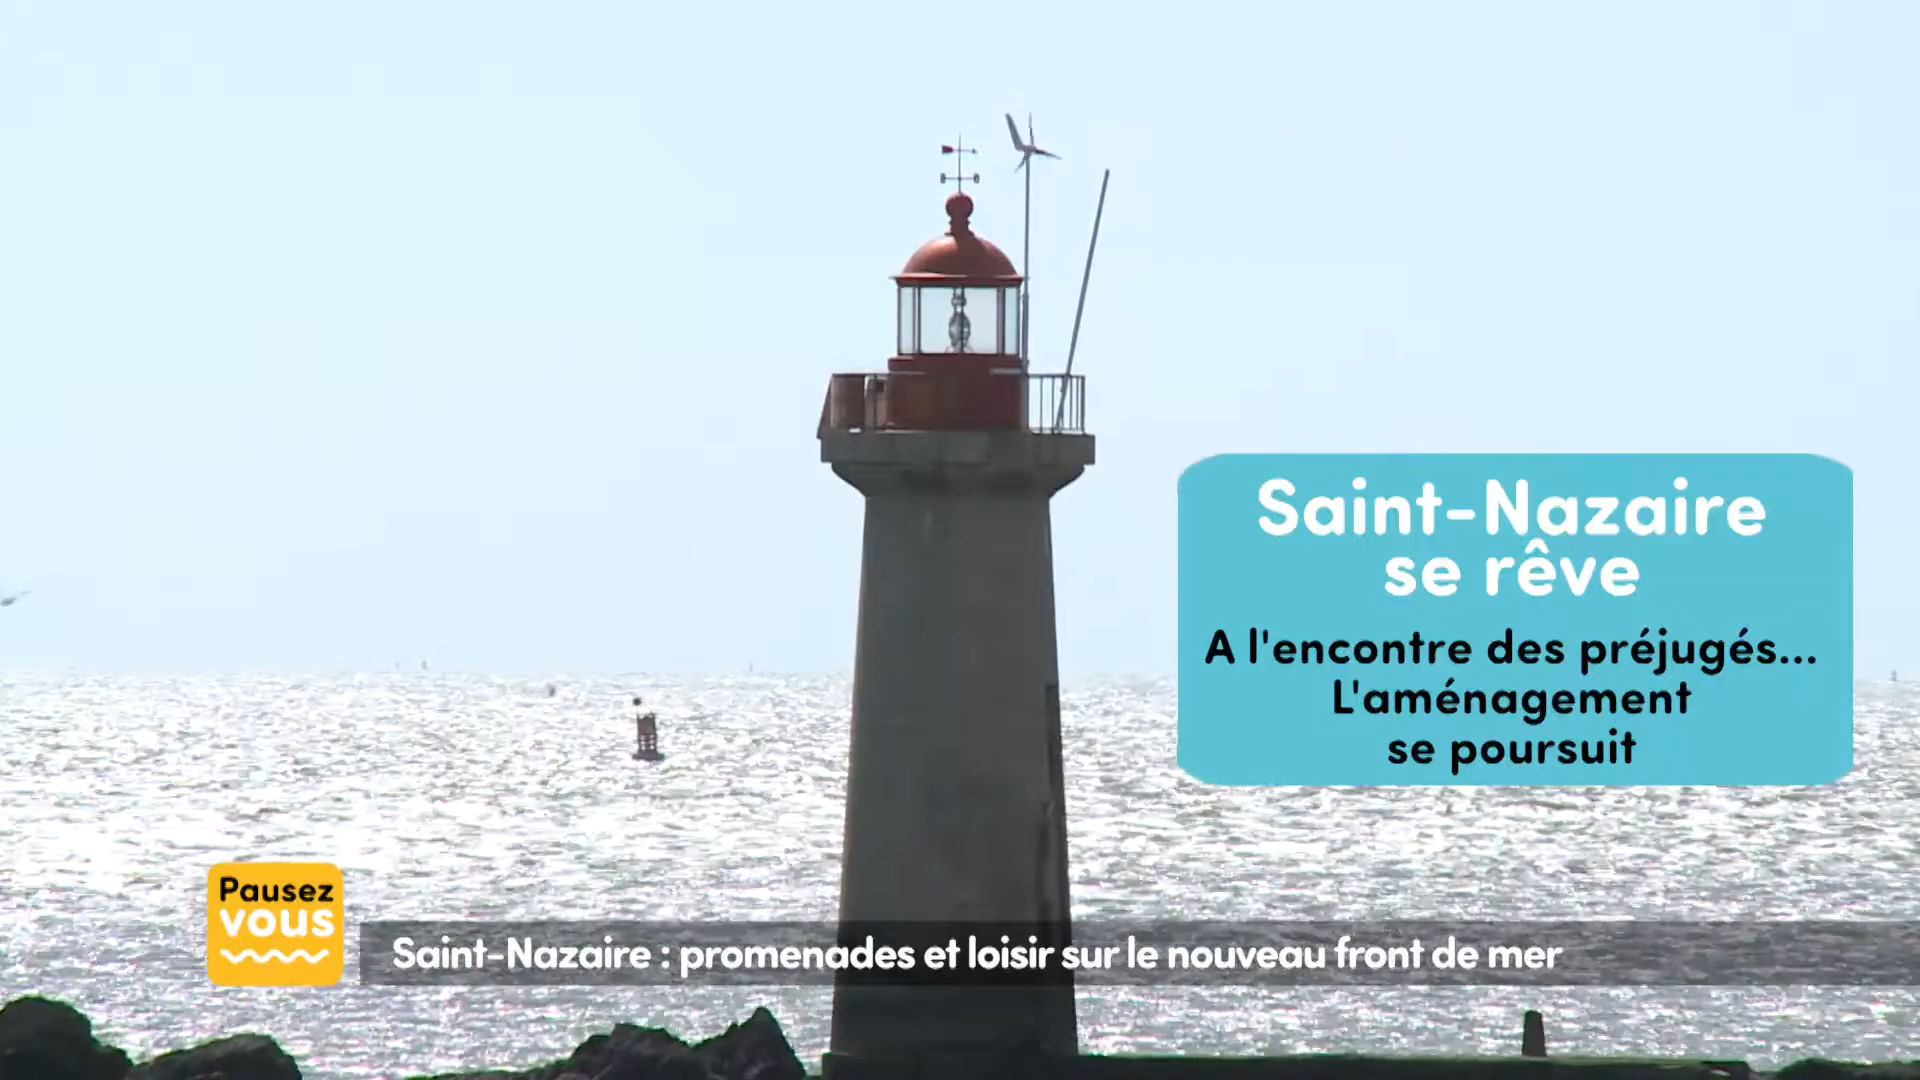 Saint-Nazaire
se rêve
A l'encontre des préjugés...
L'aménagement
se poursuit
Pausez
vous
Saint-Nazaire : promenades et loisir sur le nouveau front de mer